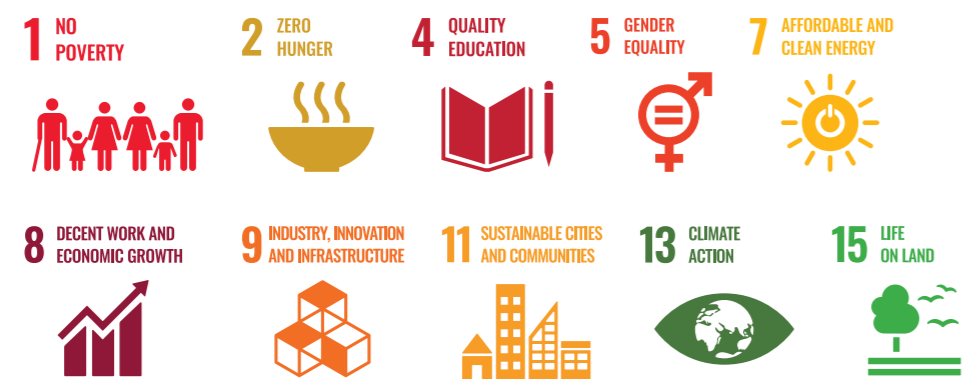 1 NO
POVERTY
2 ZERO
HUNGER
4 QUALITY
EDUCATION
5 GENDER
EQUALITY
7 AFFORDABLE AND
CLEAN ENERGY
8 DECENT WORK AND
ECONOMIC GROWTH
9 INDUSTRY, INNOVATION
AND INFRASTRUCTURE
11 SUSTAINABLE CITIES
AND COMMUNITIES
13 CLIMATE
ACTION
15 LIFE
ON LAND